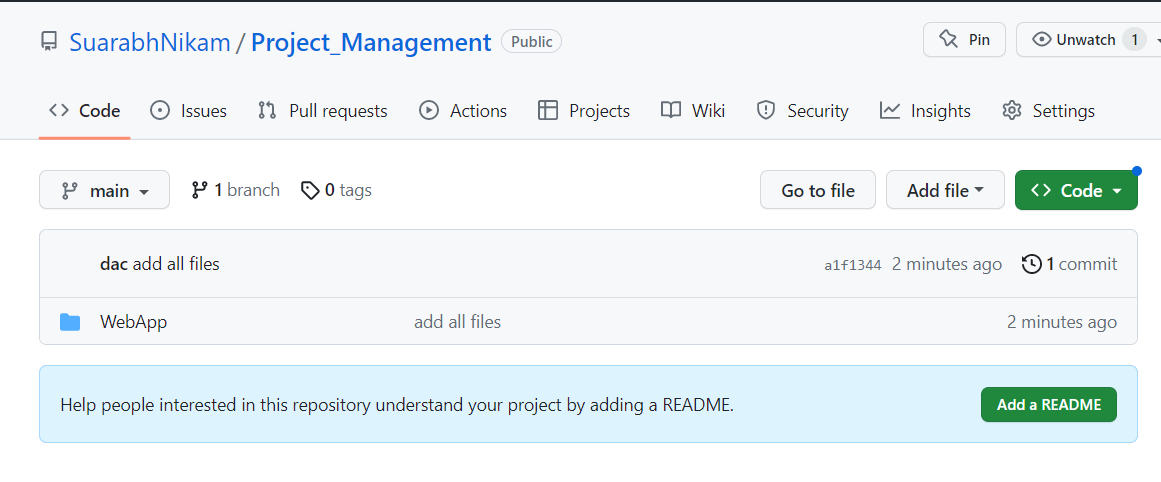 SuarabhNikam / Project_Management Public Pin Unwatch 1
Code Issues Pull requests Actions Projects Wiki Security Insights Settings
main 1 branch 0 tags Go to file Add file Code
dac add all files a1f1344 2 minutes ago 1 commit
WebApp add all files 2 minutes ago
Help people interested in this repository understand your project by adding a README. Add a README